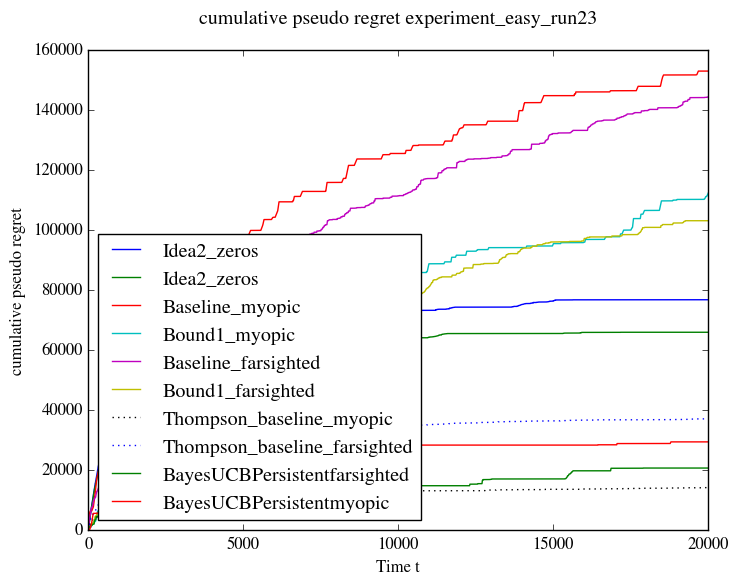 cumulative pseudo regret experiment_easy_run23
160000
140000
120000
100000
80000
60000
40000
20000
0
cumulative pseudo regret
Idea2_zeros
Idea2_zeros
Baseline_myopic
Bound1_myopic
Baseline_farsighted
Bound1_farsighted
Thompson_baseline_myopic
Thompson_baseline_farsighted
BayesUCBPersistentfarsighted
BayesUCBPersistentmyopic
0 5000 10000 15000 20000
Time t